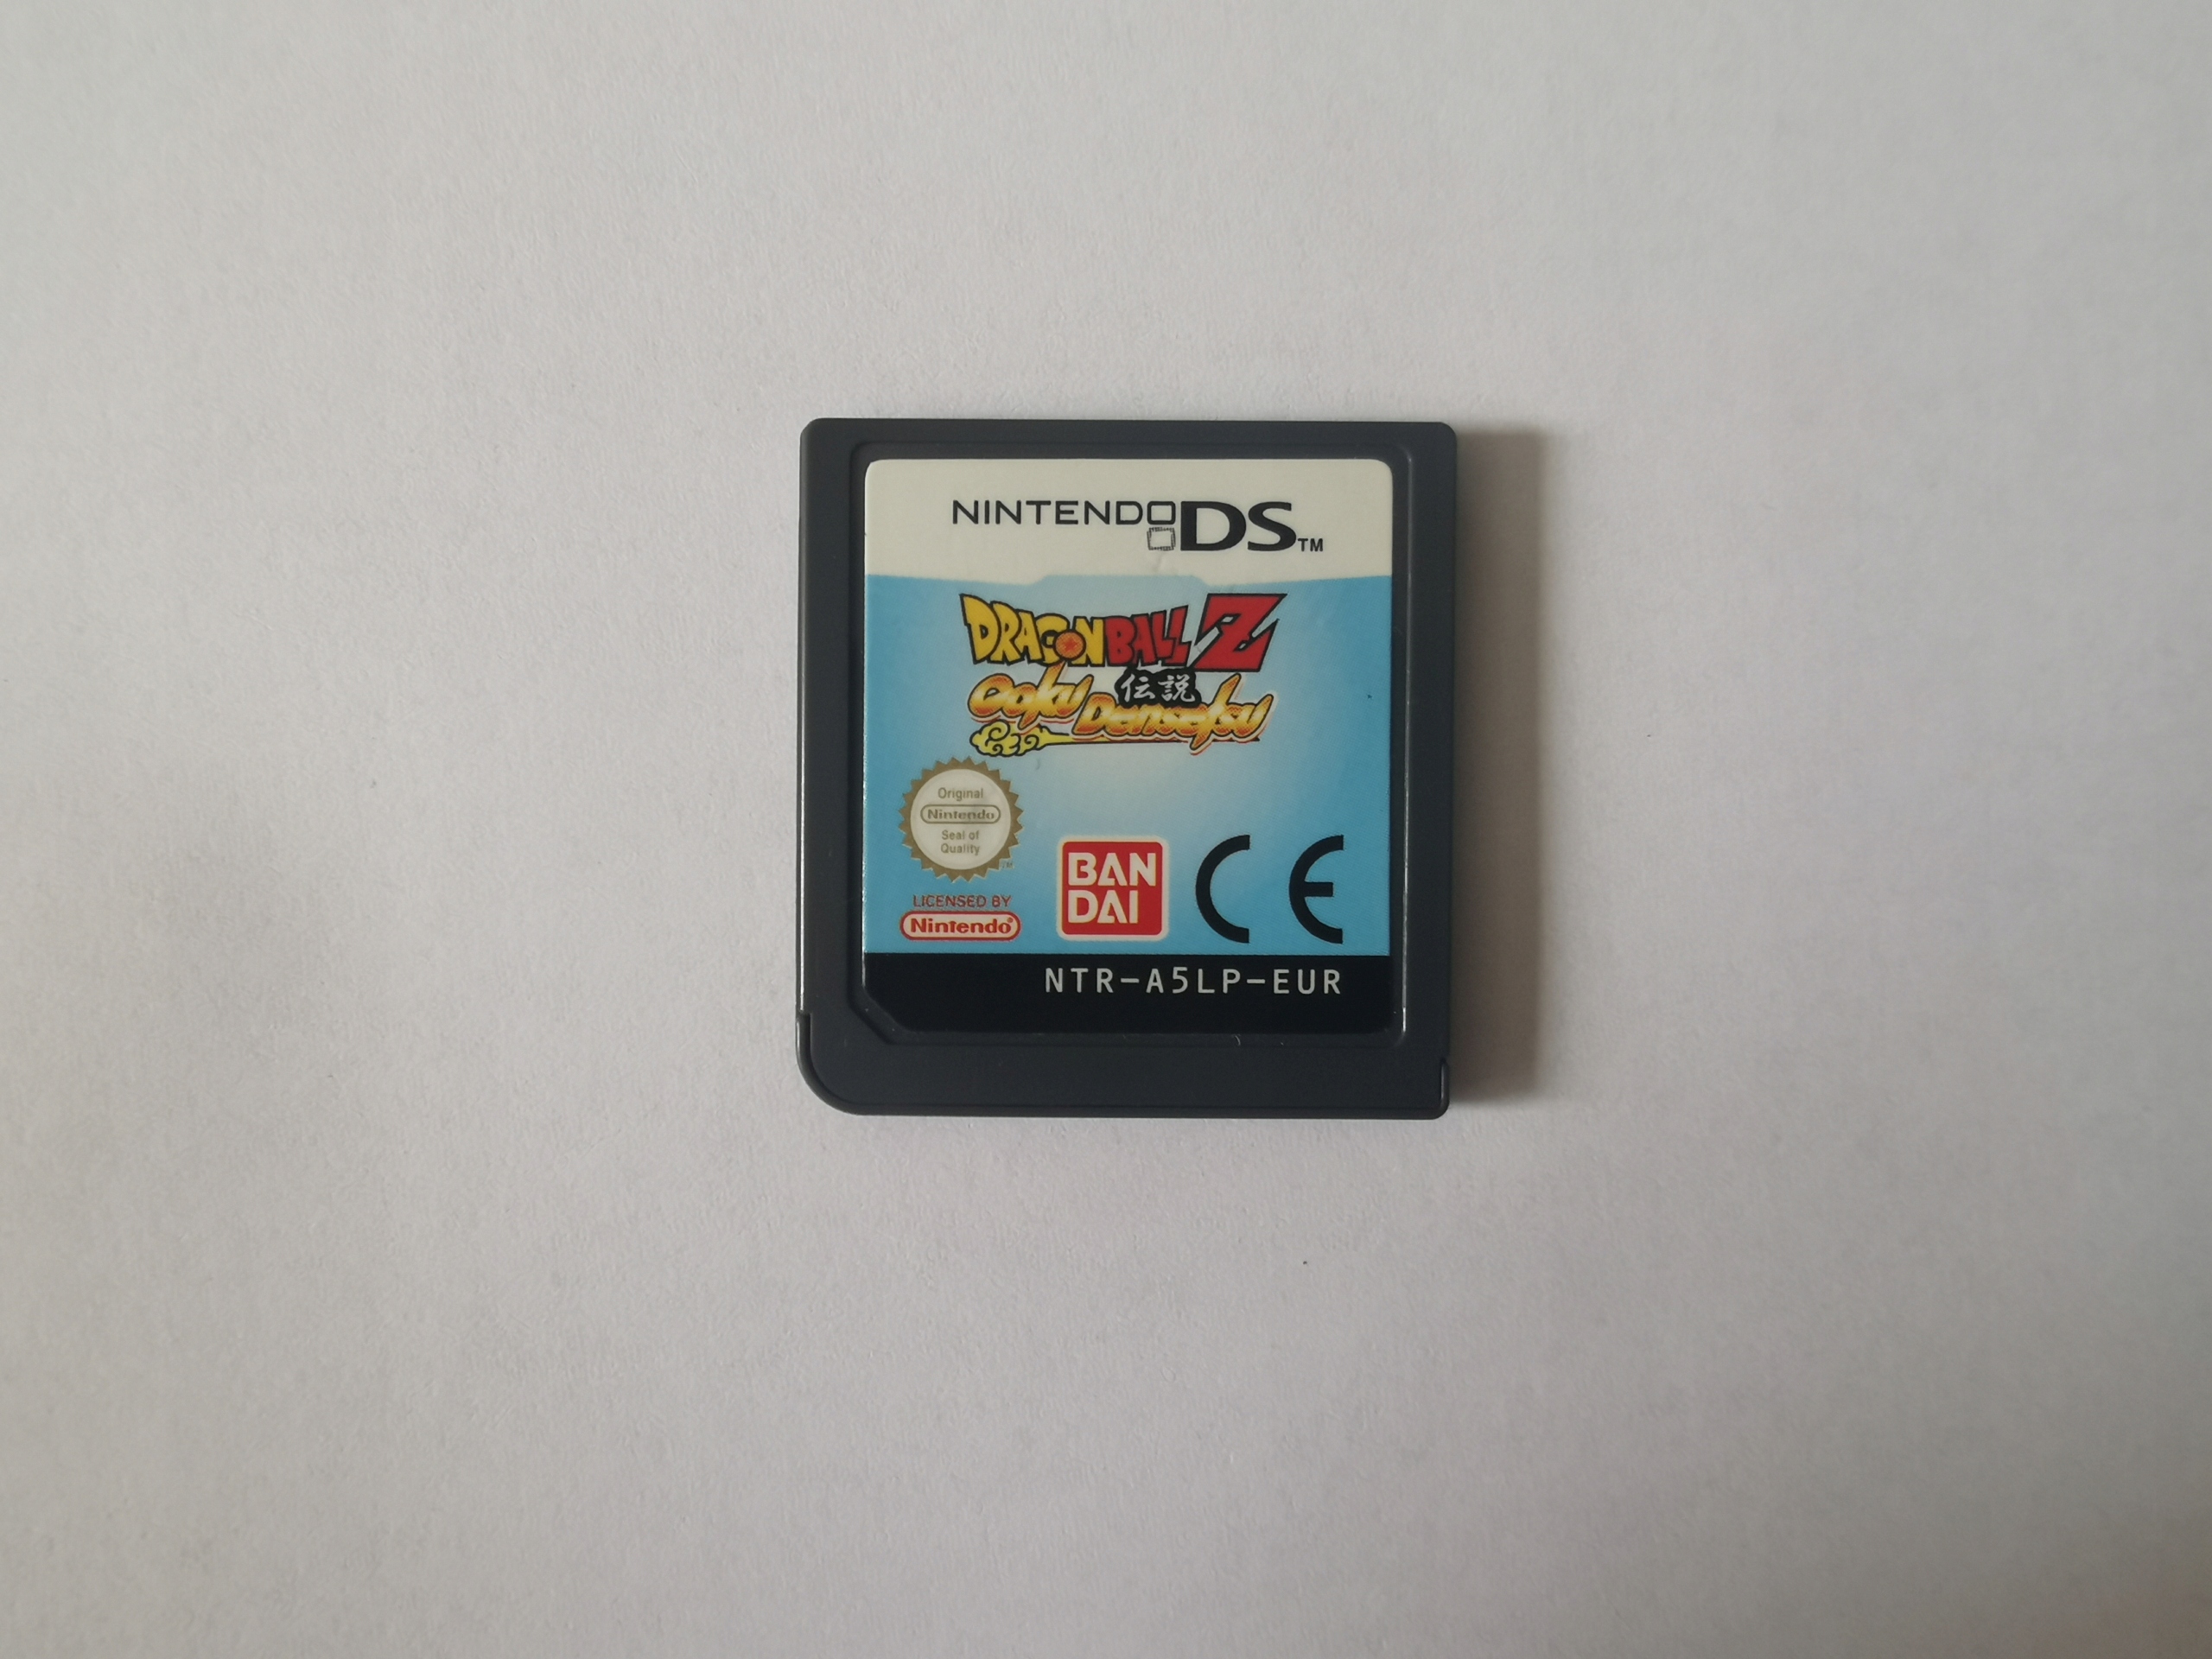 NINTENDO DS™
DRAGON BALL Z
伝説
Goku Densetsu
Original
Nintendo
Seal of
Quality
TM
LICENSED BY
Nintendo®
BAN
DAI
CE
NTR-A5LP-EUR